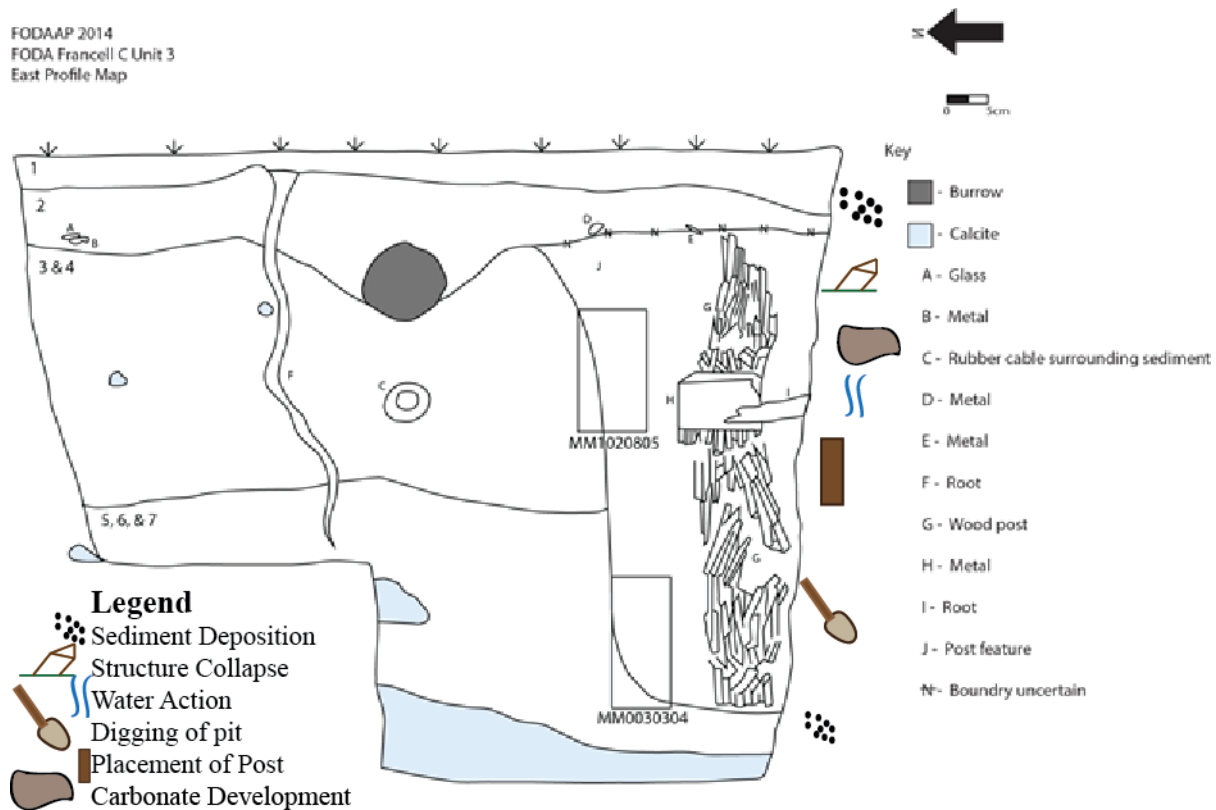 FODAAP 2014
FODA Francell C Unit 3
East Profile Map
N
0 5cm
Key
- Burrow
- Calcite
A - Glass
B - Metal
C - Rubber cable surrounding sediment
D - Metal
E - Metal
F - Root
G - Wood post
H - Metal
I - Root
J - Post feature
N - Boundry uncertain
1
2
A
B
D
N
N
N
E
N
N
N
3 & 4
J
G
F
C
H
I
MM1020805
5, 6, & 7
G
MM0030304
Legend
Sediment Deposition
Structure Collapse
Water Action
Digging of pit
Placement of Post
Carbonate Development